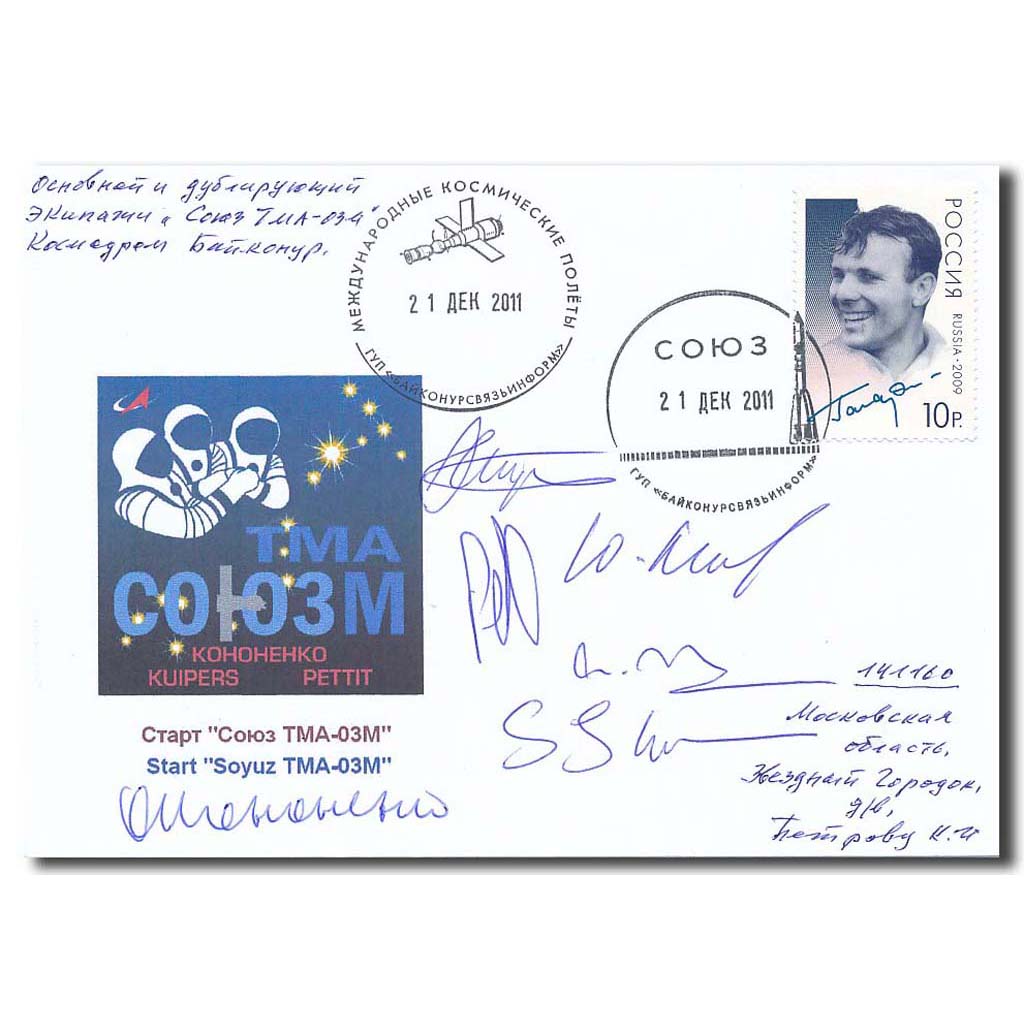 Основной и дублирующий
экипажи „Союз ТМА-03М"
Космодром Байконур.
МЕЖДУНАРОДНЫЕ КОСМИЧЕСКИЕ ПОЛЁТЫ
21 ДЕК 2011
ГУП «БАЙКОНУРСВЯЗЬИНФОРМ»
СОЮЗ
21 ДЕК 2011
ГУП «БАЙКОНУРСВЯЗЬИНФОРМ»
РОССИЯ
RUSSIA • 2009
10 Р.
ТМА
СОЮ03М
КОНОНЕНКО
KUIPERS PETTIT
Старт "Союз ТМА-03М"
Start "Soyuz TMA-03M"
141160
Московская
область,
Звездный Городок,
д/в,
Петрову Н.И